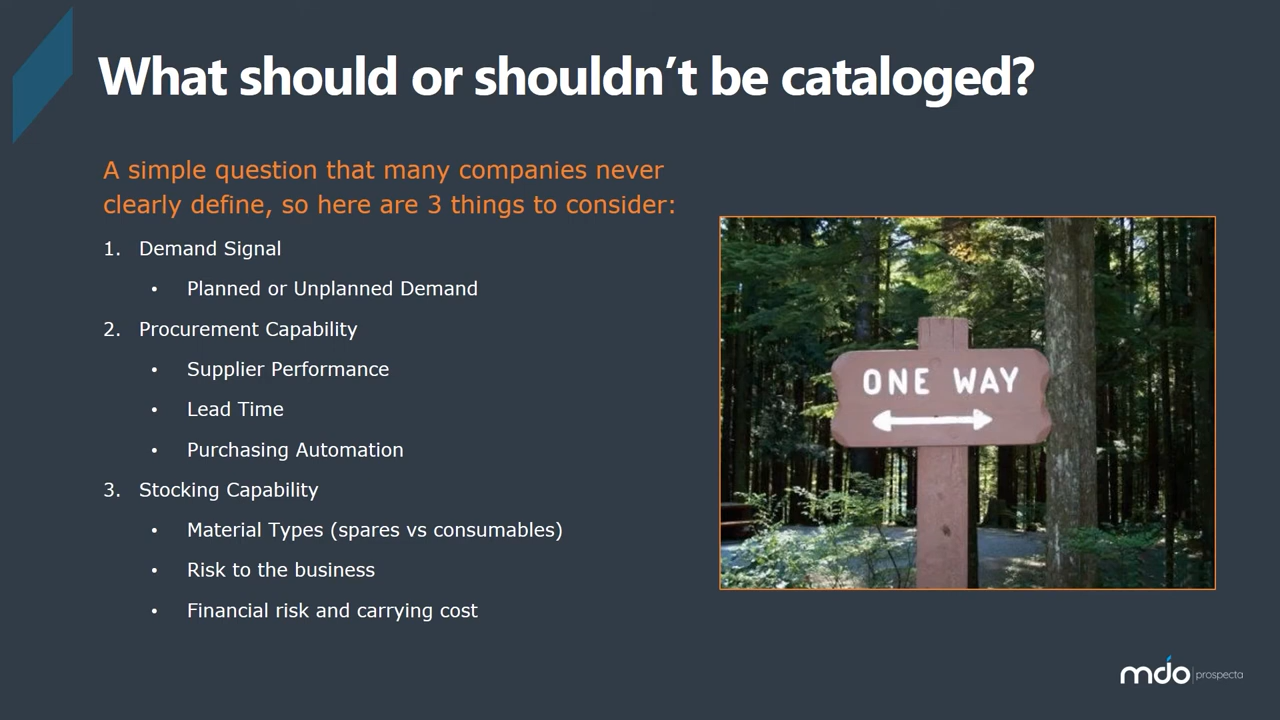 What should or shouldn’t be cataloged?
A simple question that many companies never
clearly define, so here are 3 things to consider:
1. Demand Signal
• Planned or Unplanned Demand
2. Procurement Capability
• Supplier Performance
• Lead Time
• Purchasing Automation
3. Stocking Capability
• Material Types (spares vs consumables)
• Risk to the business
• Financial risk and carrying cost
ONE WAY
mdo prospecta